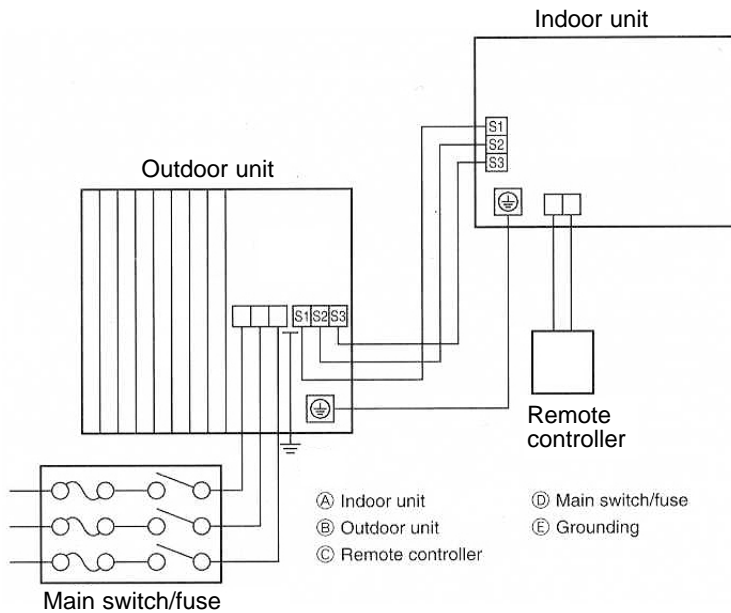 Indoor unit
S1
S2
S3
Outdoor unit
S1 S2 S3
Remote
controller
Ⓐ Indoor unit
Ⓑ Outdoor unit
Ⓒ Remote controller
Ⓓ Main switch/fuse
Ⓔ Grounding
Main switch/fuse